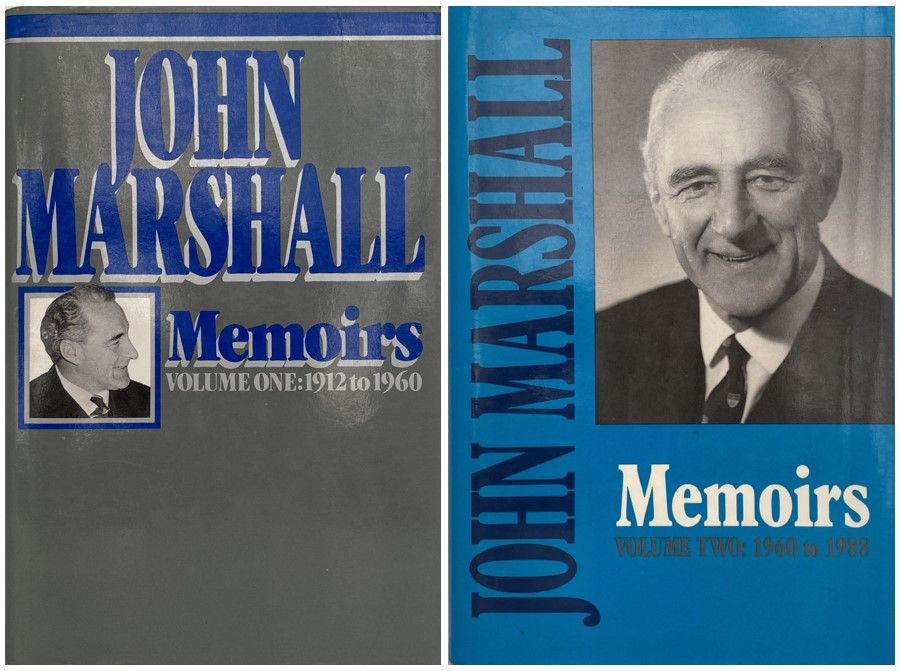 JOHN
MARSHALL
Memoirs
VOLUME ONE: 1912 to 1960
JOHN MARSHALL
Memoirs
VOLUME TWO: 1960 to 1988